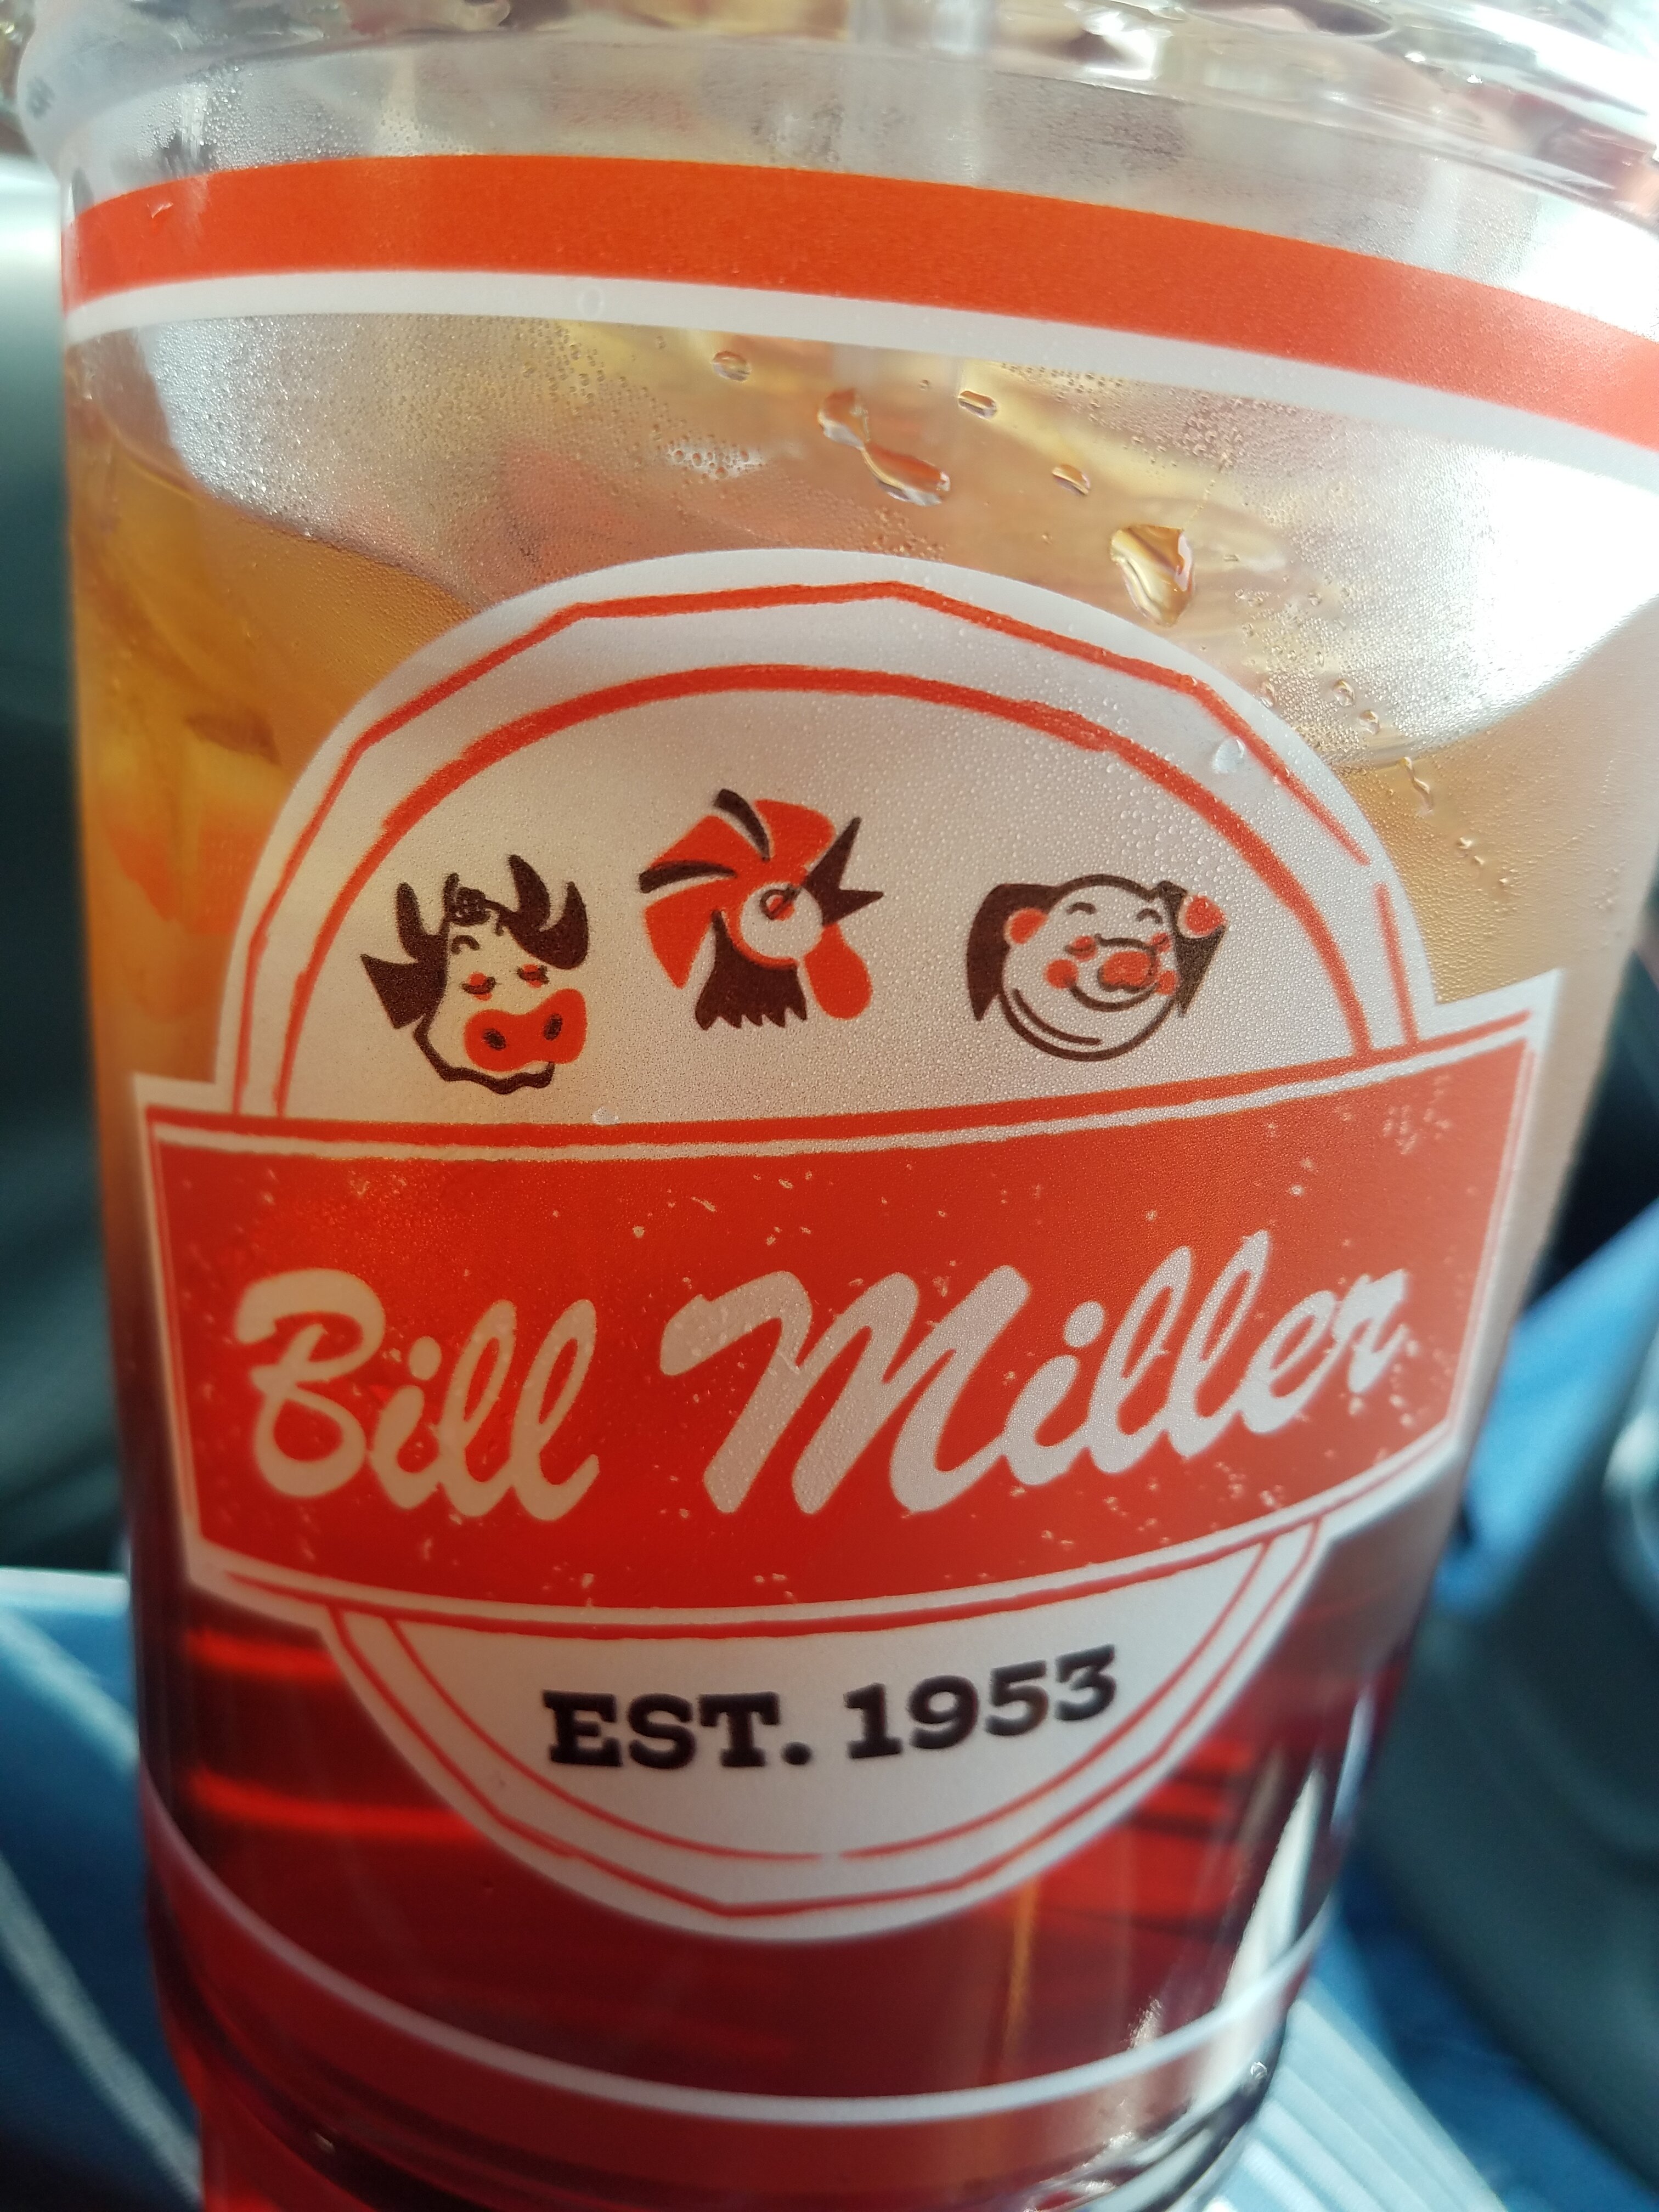 Bill Miller
EST. 1953